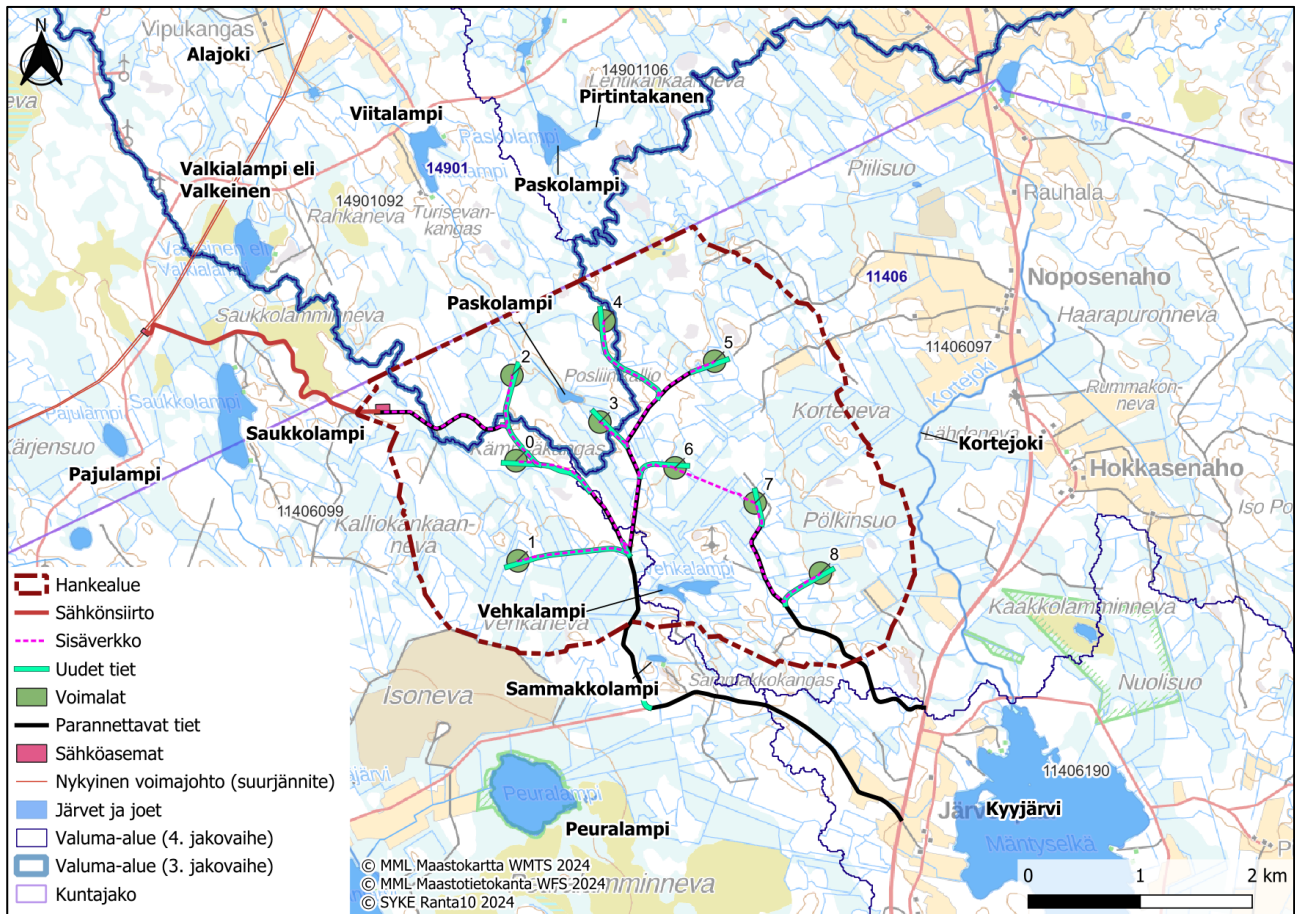 N
Vipukangas
Alajoki
14901106
Lehtikankaanneva
Pirtintakanen
Viitalampi
Paskolampi
Valkialampi eli
Valkeinen
14901
Paskolampi
Piilisuo
14901092
Rahkaneva
Turisevan-
kangas
Rauhala
11406
Noposenaho
Haarapuronneva
Saukkolamminneva
Paskolampi
4
5
2
Posliinkallio
11406097
Kortejoki
Rummakön-
neva
Pajulampi
Saukkolampi
3
Korteneva
Lähdeneva
Kortejoki
Kärjensuo
Saukkolampi
0
6
Hokkasenaho
Pajulampi
7
11406099
Kalliokankaan-
neva
Pölkinsuo
1
8
Vehkalampi
Vehkalampi
Vehkaneva
Kaakkolamminneva
Sammakkolampi
Sammakkokangas
Nuolisuo
Isoneva
11406190
Peuralampi
Peuralampi
Kyyjärvi
Mäntyselkä
Hankealue
Sähkönsiirto
Sisäverkko
Uudet tiet
Voimalat
Parannettavat tiet
Sähköasemat
Nykyinen voimajohto (suurjännite)
Järvet ja joet
Valuma-alue (4. jakovaihe)
Valuma-alue (3. jakovaihe)
Kuntajako
© MML Maastokartta WMTS 2024
© MML Maastotietokanta WFS 2024
© SYKE Ranta10 2024
0 1 2 km